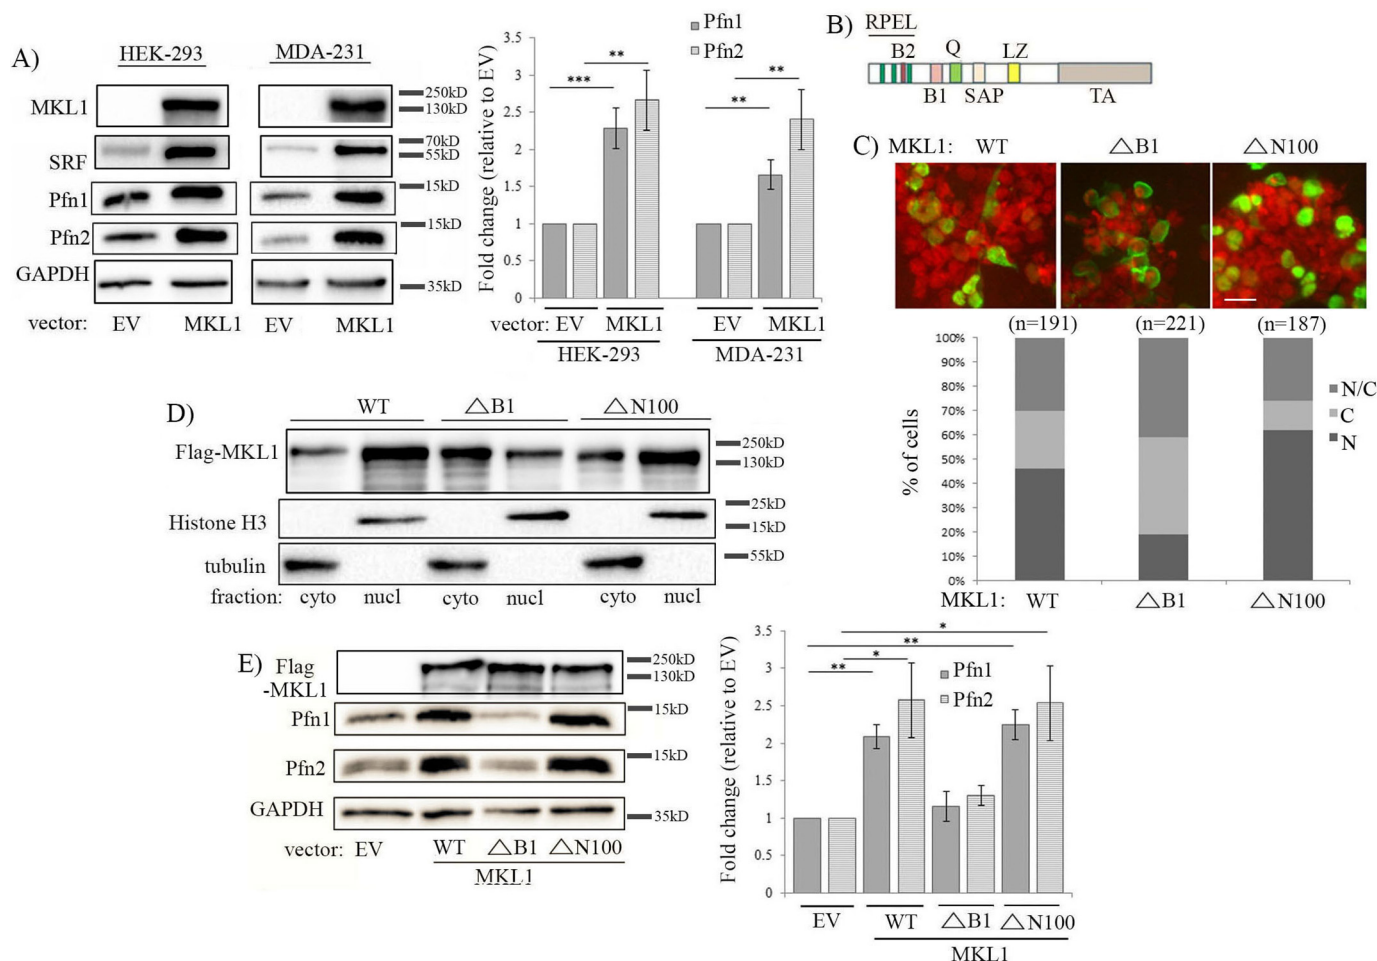 A)
HEK-293 MDA-231
MKL1
SRF
Pfn1
Pfn2
GAPDH
250kD
130kD
70kD
55kD
15kD
15kD
35kD
vector: EV MKL1 EV MKL1
Fold change (relative to EV)
3.5
3
2.5
2
1.5
1
0.5
0
Pfn1
Pfn2
*** ** ** **
vector: EV MKL1 EV MKL1
HEK-293 MDA-231
B) RPEL
B2 Q LZ
B1 SAP TA
C) MKL1: WT △B1 △N100
(n=191) (n=221) (n=187)
% of cells
100%
90%
80%
70%
60%
50%
40%
30%
20%
10%
0%
N/C
C
N
MKL1: WT △B1 △N100
D) WT △B1 △N100
Flag-MKL1
Histone H3
tubulin
250kD
130kD
25kD
15kD
55kD
fraction: cyto nucl cyto nucl cyto nucl
E)
Flag
-MKL1
Pfn1
Pfn2
GAPDH
250kD
130kD
15kD
15kD
35kD
vector: EV WT △B1 △N100
MKL1
Fold change (relative to EV)
3.5
3
2.5
2
1.5
1
0.5
0
*
**
*
**
Pfn1
Pfn2
EV WT △B1 △N100
MKL1